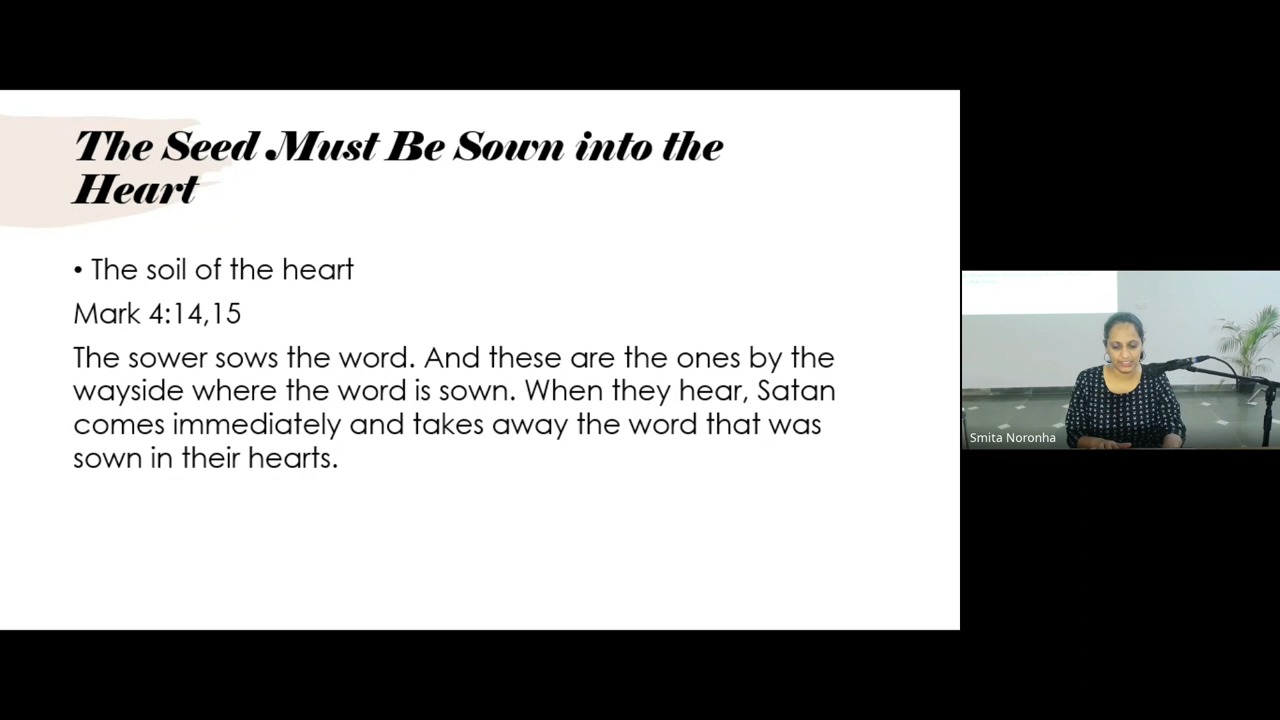 The Seed Must Be Sown into the
Heart
• The soil of the heart
Mark 4:14,15
The sower sows the word. And these are the ones by the
wayside where the word is sown. When they hear, Satan
comes immediately and takes away the word that was
sown in their hearts.
Smita Noronha